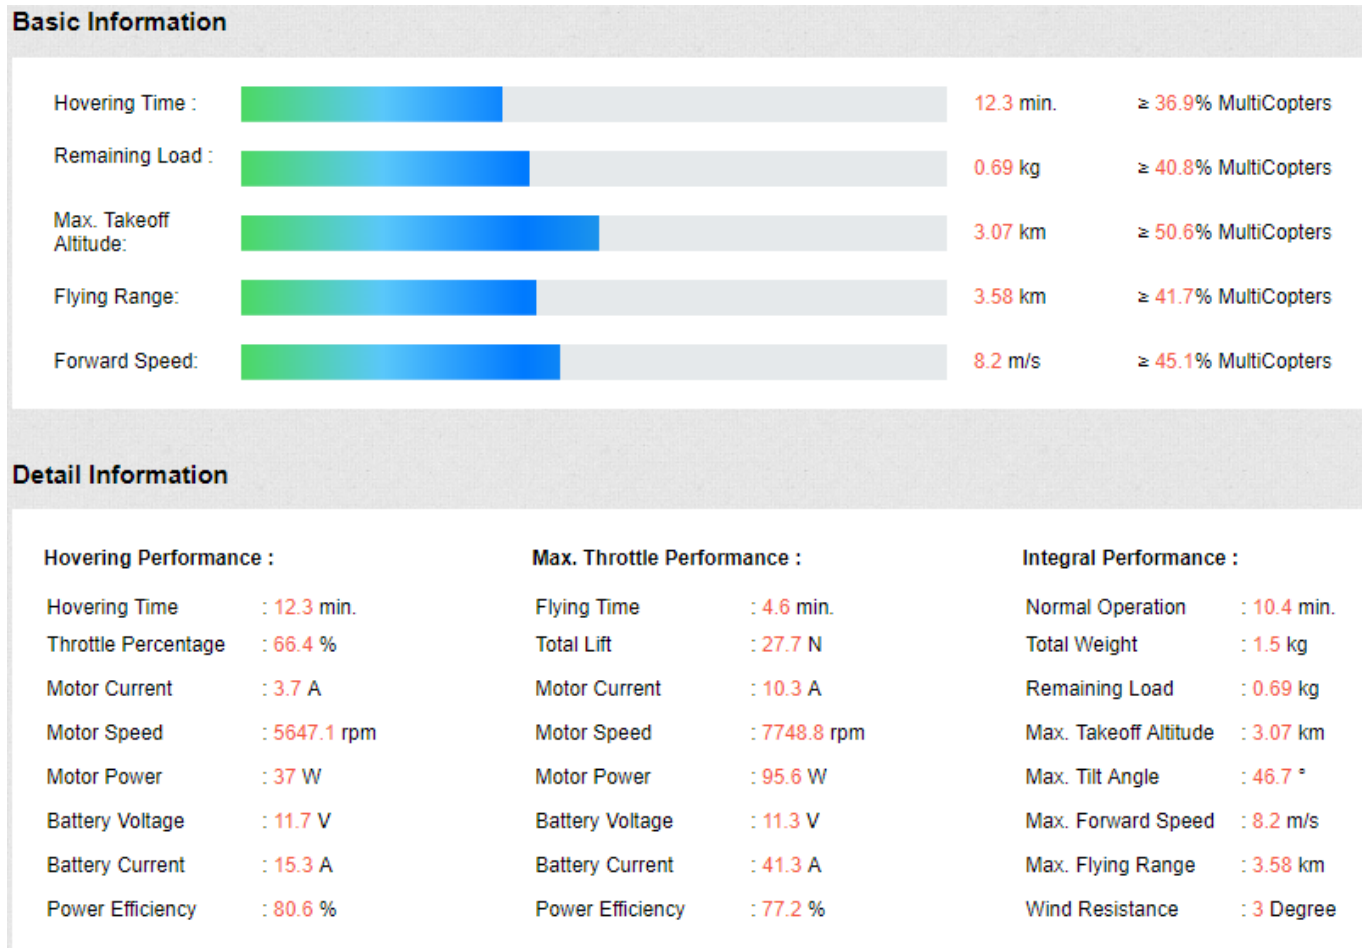 Basic Information
Hovering Time : 12.3 min. ≥ 36.9% MultiCopters
Remaining Load : 0.69 kg ≥ 40.8% MultiCopters
Max. Takeoff
Altitude: 3.07 km ≥ 50.6% MultiCopters
Flying Range: 3.58 km ≥ 41.7% MultiCopters
Forward Speed: 8.2 m/s ≥ 45.1% MultiCopters
Detail Information
Hovering Performance :
Hovering Time : 12.3 min.
Throttle Percentage : 66.4 %
Motor Current : 3.7 A
Motor Speed : 5647.1 rpm
Motor Power : 37 W
Battery Voltage : 11.7 V
Battery Current : 15.3 A
Power Efficiency : 80.6 %
Max. Throttle Performance :
Flying Time : 4.6 min.
Total Lift : 27.7 N
Motor Current : 10.3 A
Motor Speed : 7748.8 rpm
Motor Power : 95.6 W
Battery Voltage : 11.3 V
Battery Current : 41.3 A
Power Efficiency : 77.2 %
Integral Performance :
Normal Operation : 10.4 min.
Total Weight : 1.5 kg
Remaining Load : 0.69 kg
Max. Takeoff Altitude : 3.07 km
Max. Tilt Angle : 46.7 °
Max. Forward Speed : 8.2 m/s
Max. Flying Range : 3.58 km
Wind Resistance : 3 Degree